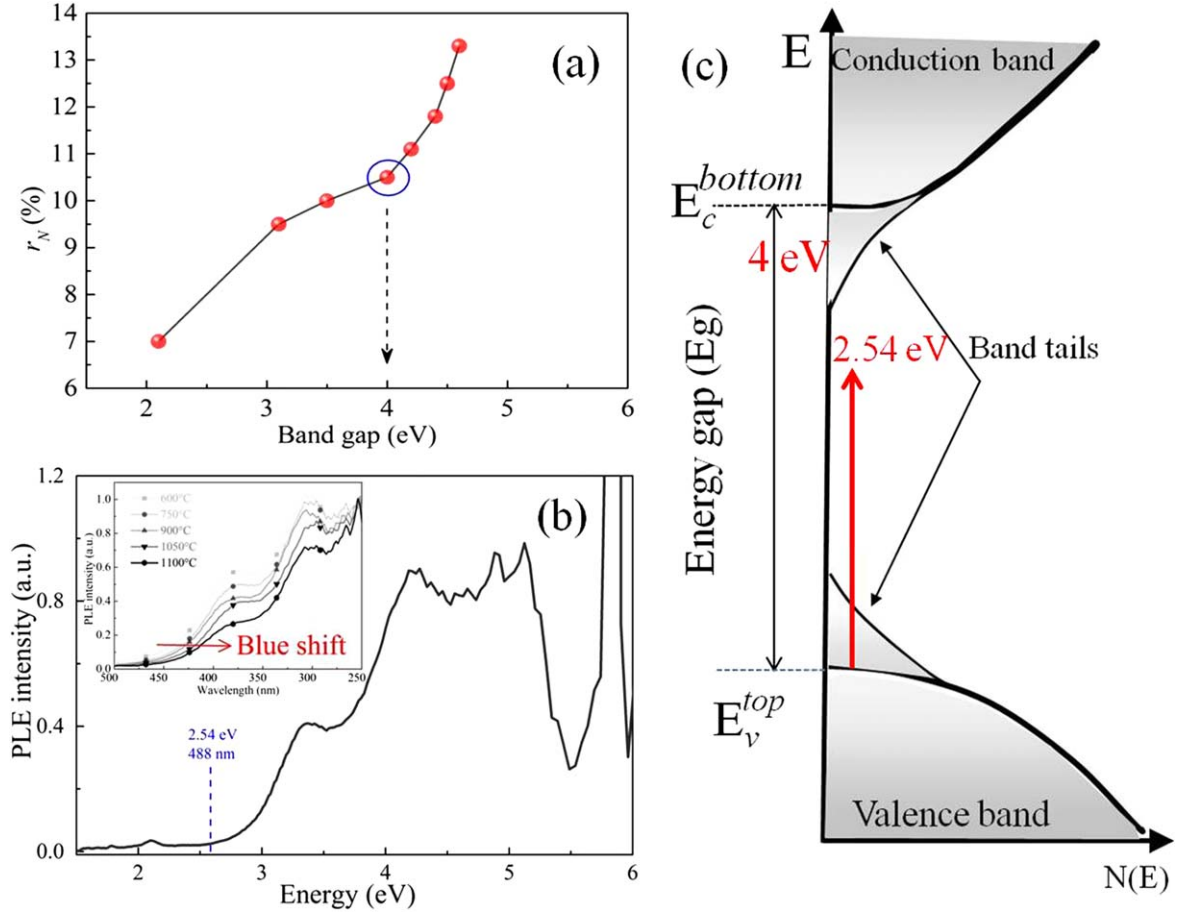 14
13
12
11
10
9
8
7
6
r_N (%)
(a)
2
3
4
5
6
Band gap (eV)
1.2
0.8
0.4
0.0
PLE intensity (a.u.)
(b)
2.54 eV
488 nm
2
3
4
5
6
Energy (eV)
1.0
0.8
0.6
0.4
0.2
0.0
PLE intensity (a.u.)
600°C
750°C
900°C
1050°C
1100°C
Blue shift
500
450
400
350
300
250
Wavelength (nm)
(c)
E
Conduction band
E_c^bottom
4 eV
2.54 eV
Band tails
Energy gap (Eg)
E_v^top
Valence band
N(E)